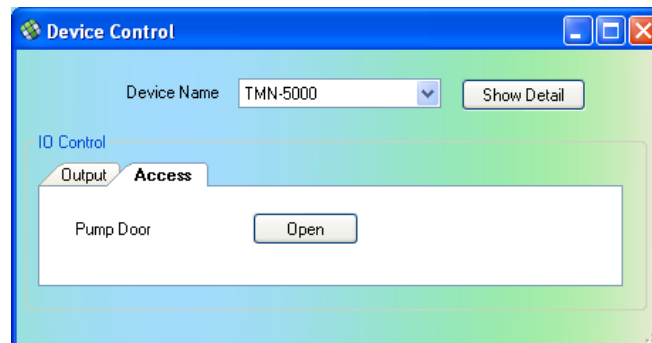 Device Control
Device Name TMN-5000 Show Detail
IO Control
Output Access
Pump Door Open